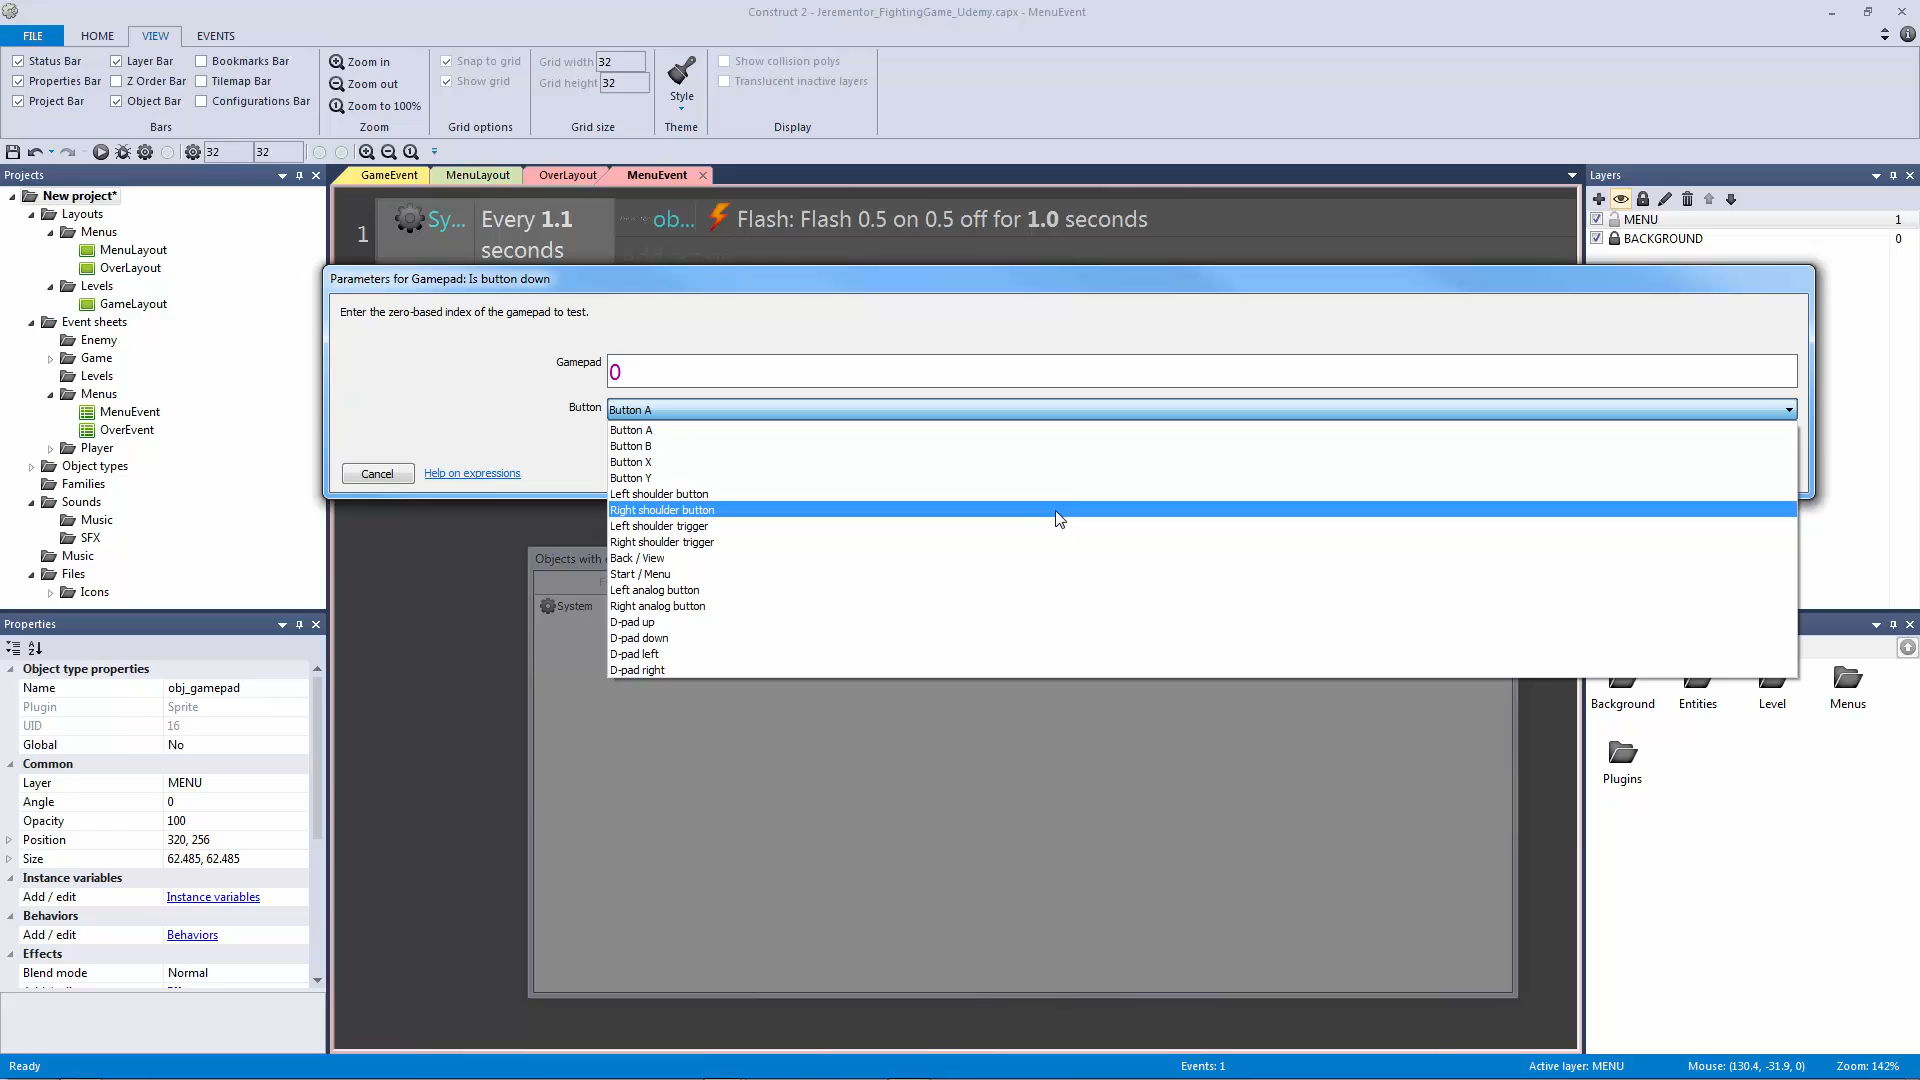 Construct 2 - Jerementor_FightingGame_Udemy.capx - MenuEvent
FILE HOME VIEW EVENTS
Status Bar Layer Bar Bookmarks Bar Zoom in Snap to grid Grid width 32 Show collision polys
Properties Bar Z Order Bar Tilemap Bar Zoom out Show grid Grid height 32 Translucent inactive layers
Project Bar Object Bar Configurations Bar Zoom to 100% Style
Bars Zoom Grid options Grid size Theme Display
32 32
Projects
New project*
Layouts
Menus
MenuLayout
OverLayout
Levels
GameLayout
Event sheets
Enemy
Game
Levels
Menus
MenuEvent
OverEvent
Player
Object types
Families
Sounds
Music
SFX
Music
Files
Icons
GameEvent MenuLayout OverLayout MenuEvent
1 Sy... Every 1.1 seconds ob... Flash: Flash 0.5 on 0.5 off for 1.0 seconds
Parameters for Gamepad: Is button down
Enter the zero-based index of the gamepad to test.
Gamepad 0
Button Button A
Button A
Button B
Button X
Button Y
Left shoulder button
Right shoulder button
Left shoulder trigger
Right shoulder trigger
Back / View
Start / Menu
Left analog button
Right analog button
D-pad up
D-pad down
D-pad left
D-pad right
Cancel Help on expressions
Objects with
System
Layers
MENU 1
BACKGROUND 0
Background Entities Level Menus
Plugins
Properties
Object type properties
Name obj_gamepad
Plugin Sprite
UID 16
Global No
Common
Layer MENU
Angle 0
Opacity 100
Position 320, 256
Size 62.485, 62.485
Instance variables
Add / edit Instance variables
Behaviors
Add / edit Behaviors
Effects
Blend mode Normal
Ready Events: 1 Active layer: MENU Mouse: (130.4, -31.9, 0) Zoom: 142%